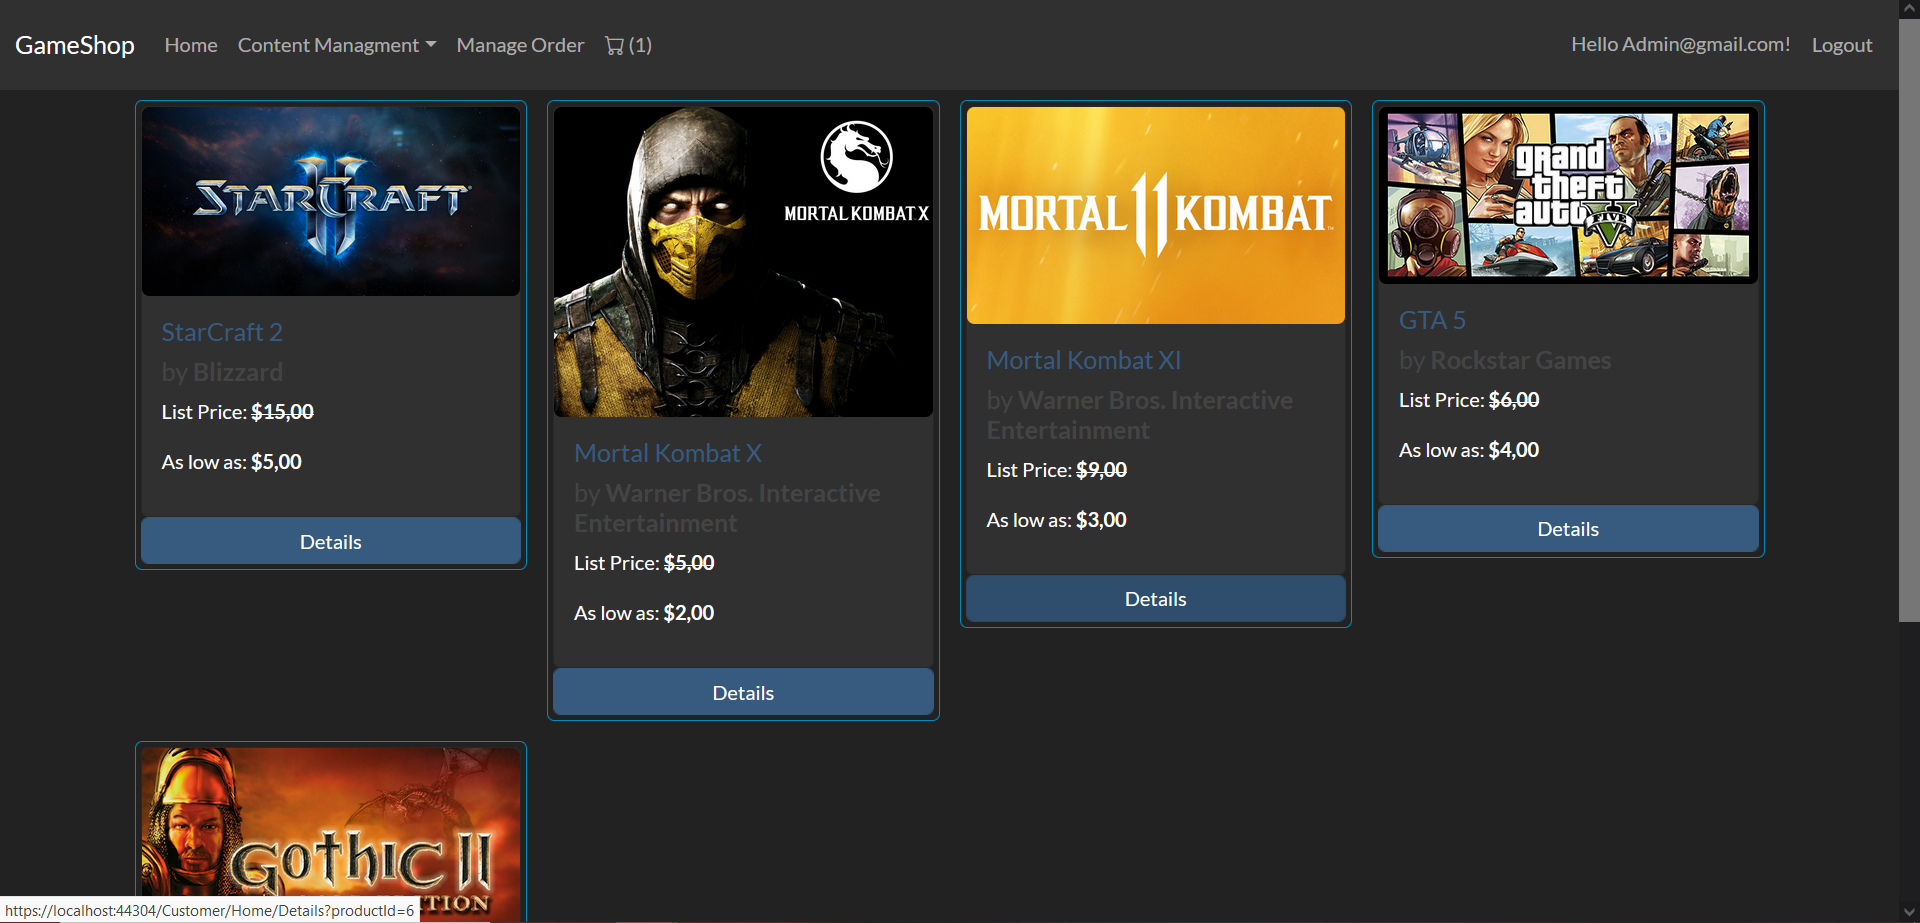 GameShop
Home
Content Managment
Manage Order
(1)
Hello Admin@gmail.com!
Logout
STARCRAFT
II
StarCraft 2
by Blizzard
List Price: $15,00
As low as: $5,00
Details
MORTAL KOMBAT X
Mortal Kombat X
by Warner Bros. Interactive
Entertainment
List Price: $5,00
As low as: $2,00
Details
MORTAL 11 KOMBAT
Mortal Kombat XI
by Warner Bros. Interactive
Entertainment
List Price: $9,00
As low as: $3,00
Details
grand
theft
auto V
FIVE
GTA 5
by Rockstar Games
List Price: $6,00
As low as: $4,00
Details
GOTHIC II
https://localhost:44304/Customer/Home/Details?productId=6